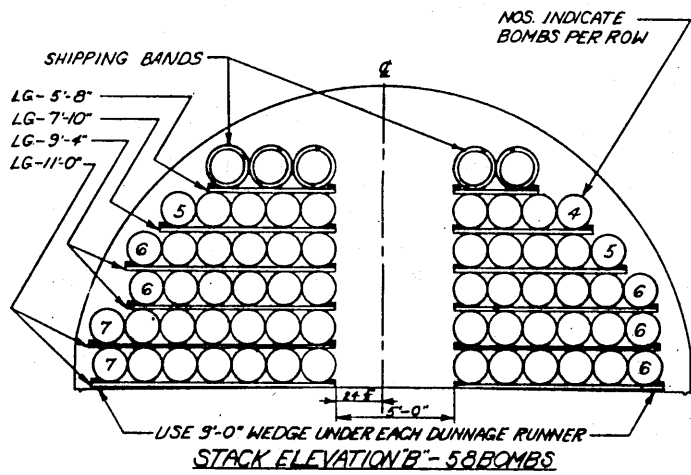 NOS. INDICATE
BOMBS PER ROW
SHIPPING BANDS
℄
LG-5'-8"
LG-7'-10"
LG-9'-4"
LG-11'-0"
5
4
6
5
6
6
7
6
7
6
5'-0"
USE 9'-0" WEDGE UNDER EACH DUNNAGE RUNNER
STACK ELEVATION "B" - 58 BOMBS